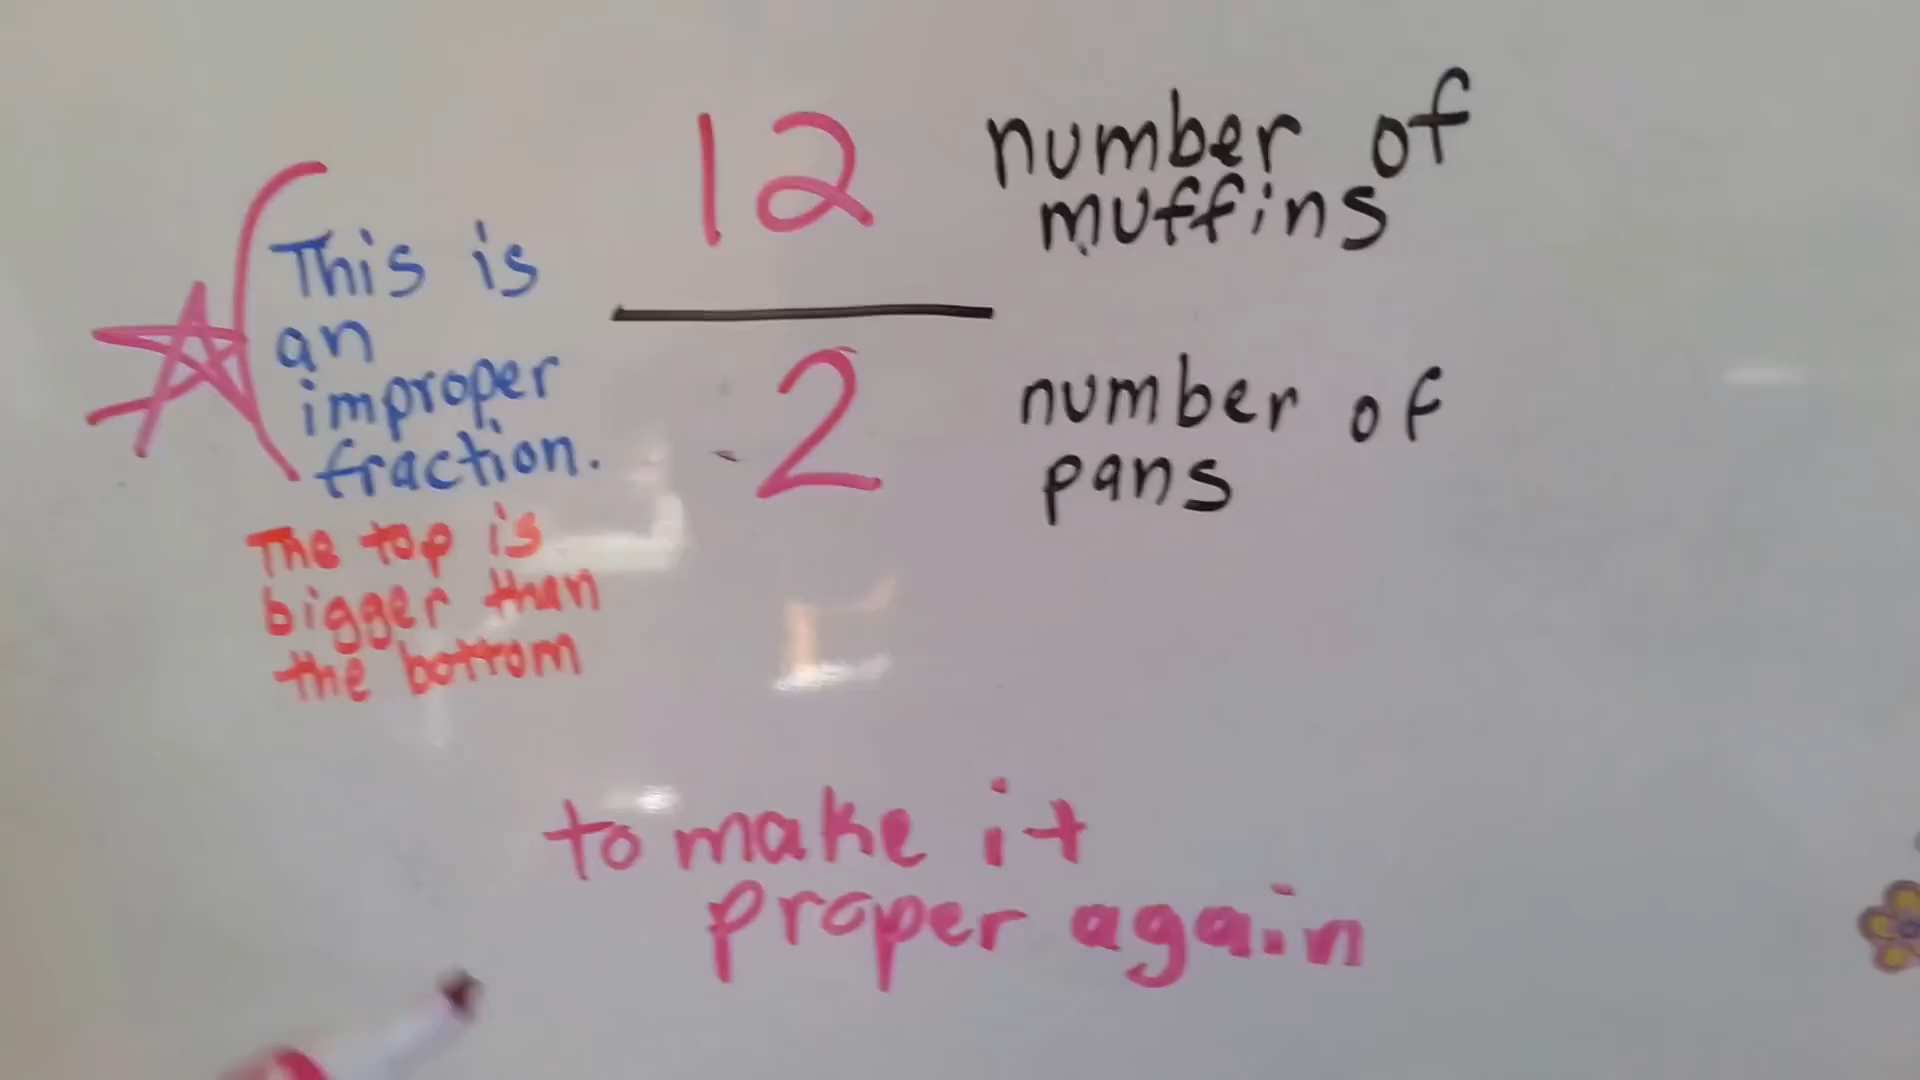 12
number of
muffins
This is
an
improper
fraction.
2
number of
pans
The top is
bigger than
the bottom
to make it
proper again